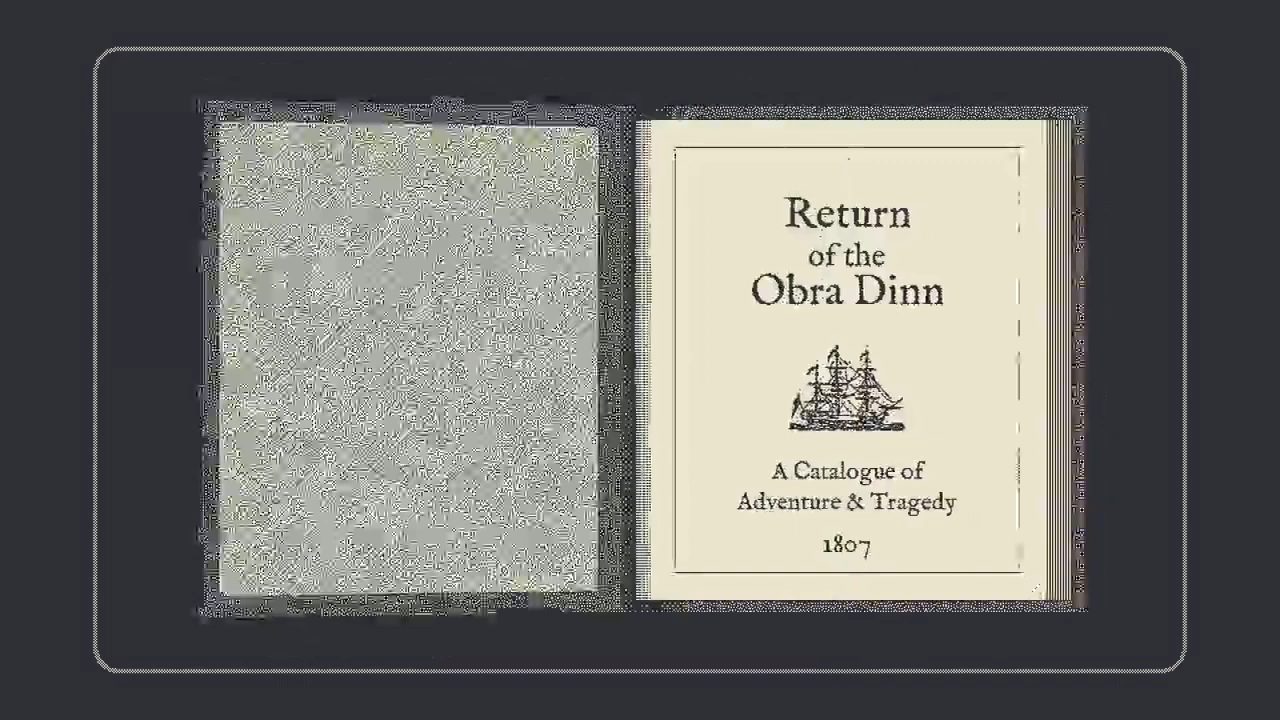 Return
of the
Obra Dinn
A Catalogue of
Adventure & Tragedy
1807